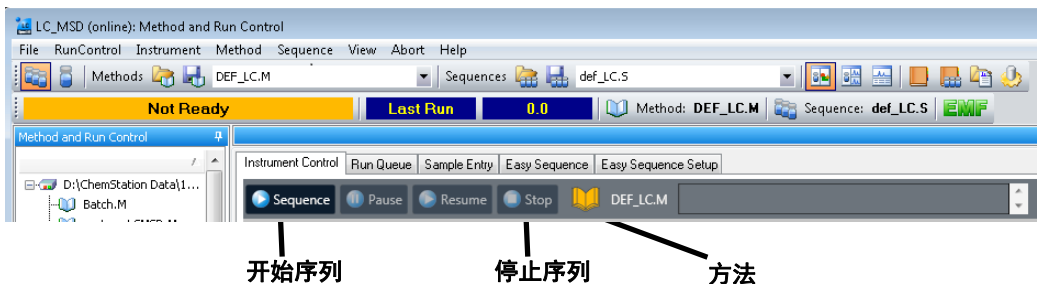 LC_MSD (online): Method and Run Control
File RunControl Instrument Method Sequence View Abort Help
Methods DEF_LC.M Sequences def_LC.S
Not Ready Last Run 0.0 Method: DEF_LC.M Sequence: def_LC.S EMF
Method and Run Control
Instrument Control Run Queue Sample Entry Easy Sequence Easy Sequence Setup
D:\ChemStation Data\1...
Batch.M
Sequence Pause Resume Stop DEF_LC.M
开始序列 停止序列 方法